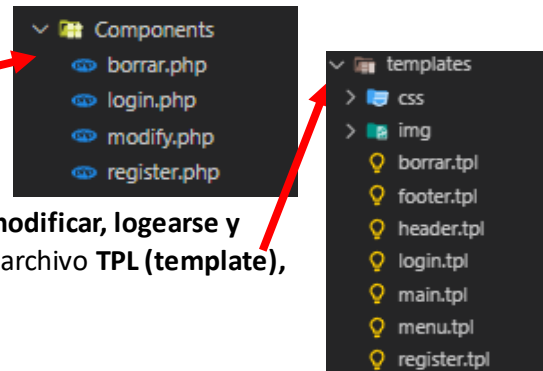 Components
borrar.php
login.php
modify.php
register.php
templates
css
img
borrar.tpl
footer.tpl
header.tpl
login.tpl
main.tpl
menu.tpl
register.tpl
modificar, logearse y
archivo TPL (template),